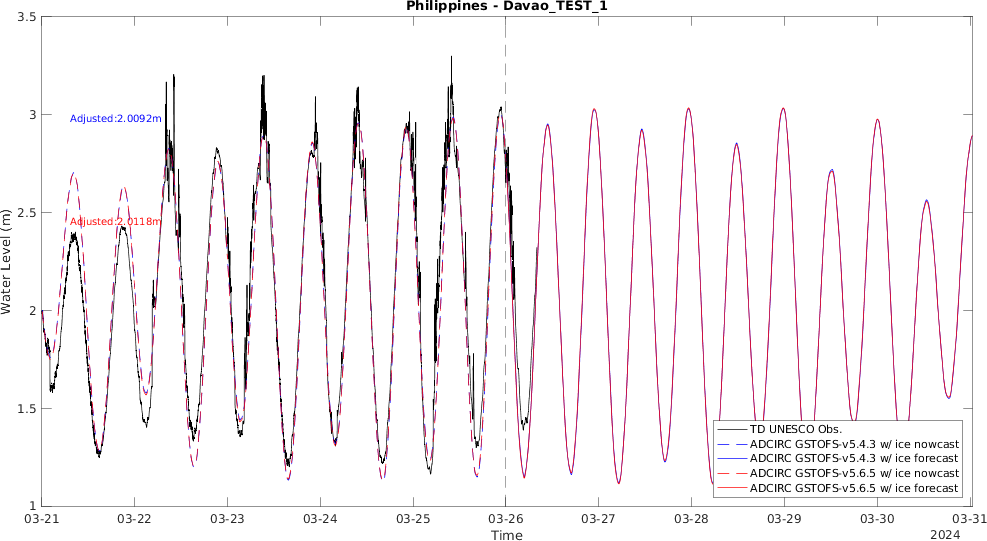 Philippines - Davao_TEST_1
3.5
3
2.5
2
1.5
1
Water Level (m)
Adjusted:2.0092m
Adjusted:2.0118m
TD UNESCO Obs.
ADCIRC GSTOFS-v5.4.3 w/ ice nowcast
ADCIRC GSTOFS-v5.4.3 w/ ice forecast
ADCIRC GSTOFS-v5.6.5 w/ ice nowcast
ADCIRC GSTOFS-v5.6.5 w/ ice forecast
03-21 03-22 03-23 03-24 03-25 03-26 03-27 03-28 03-29 03-30 03-31
Time
2024